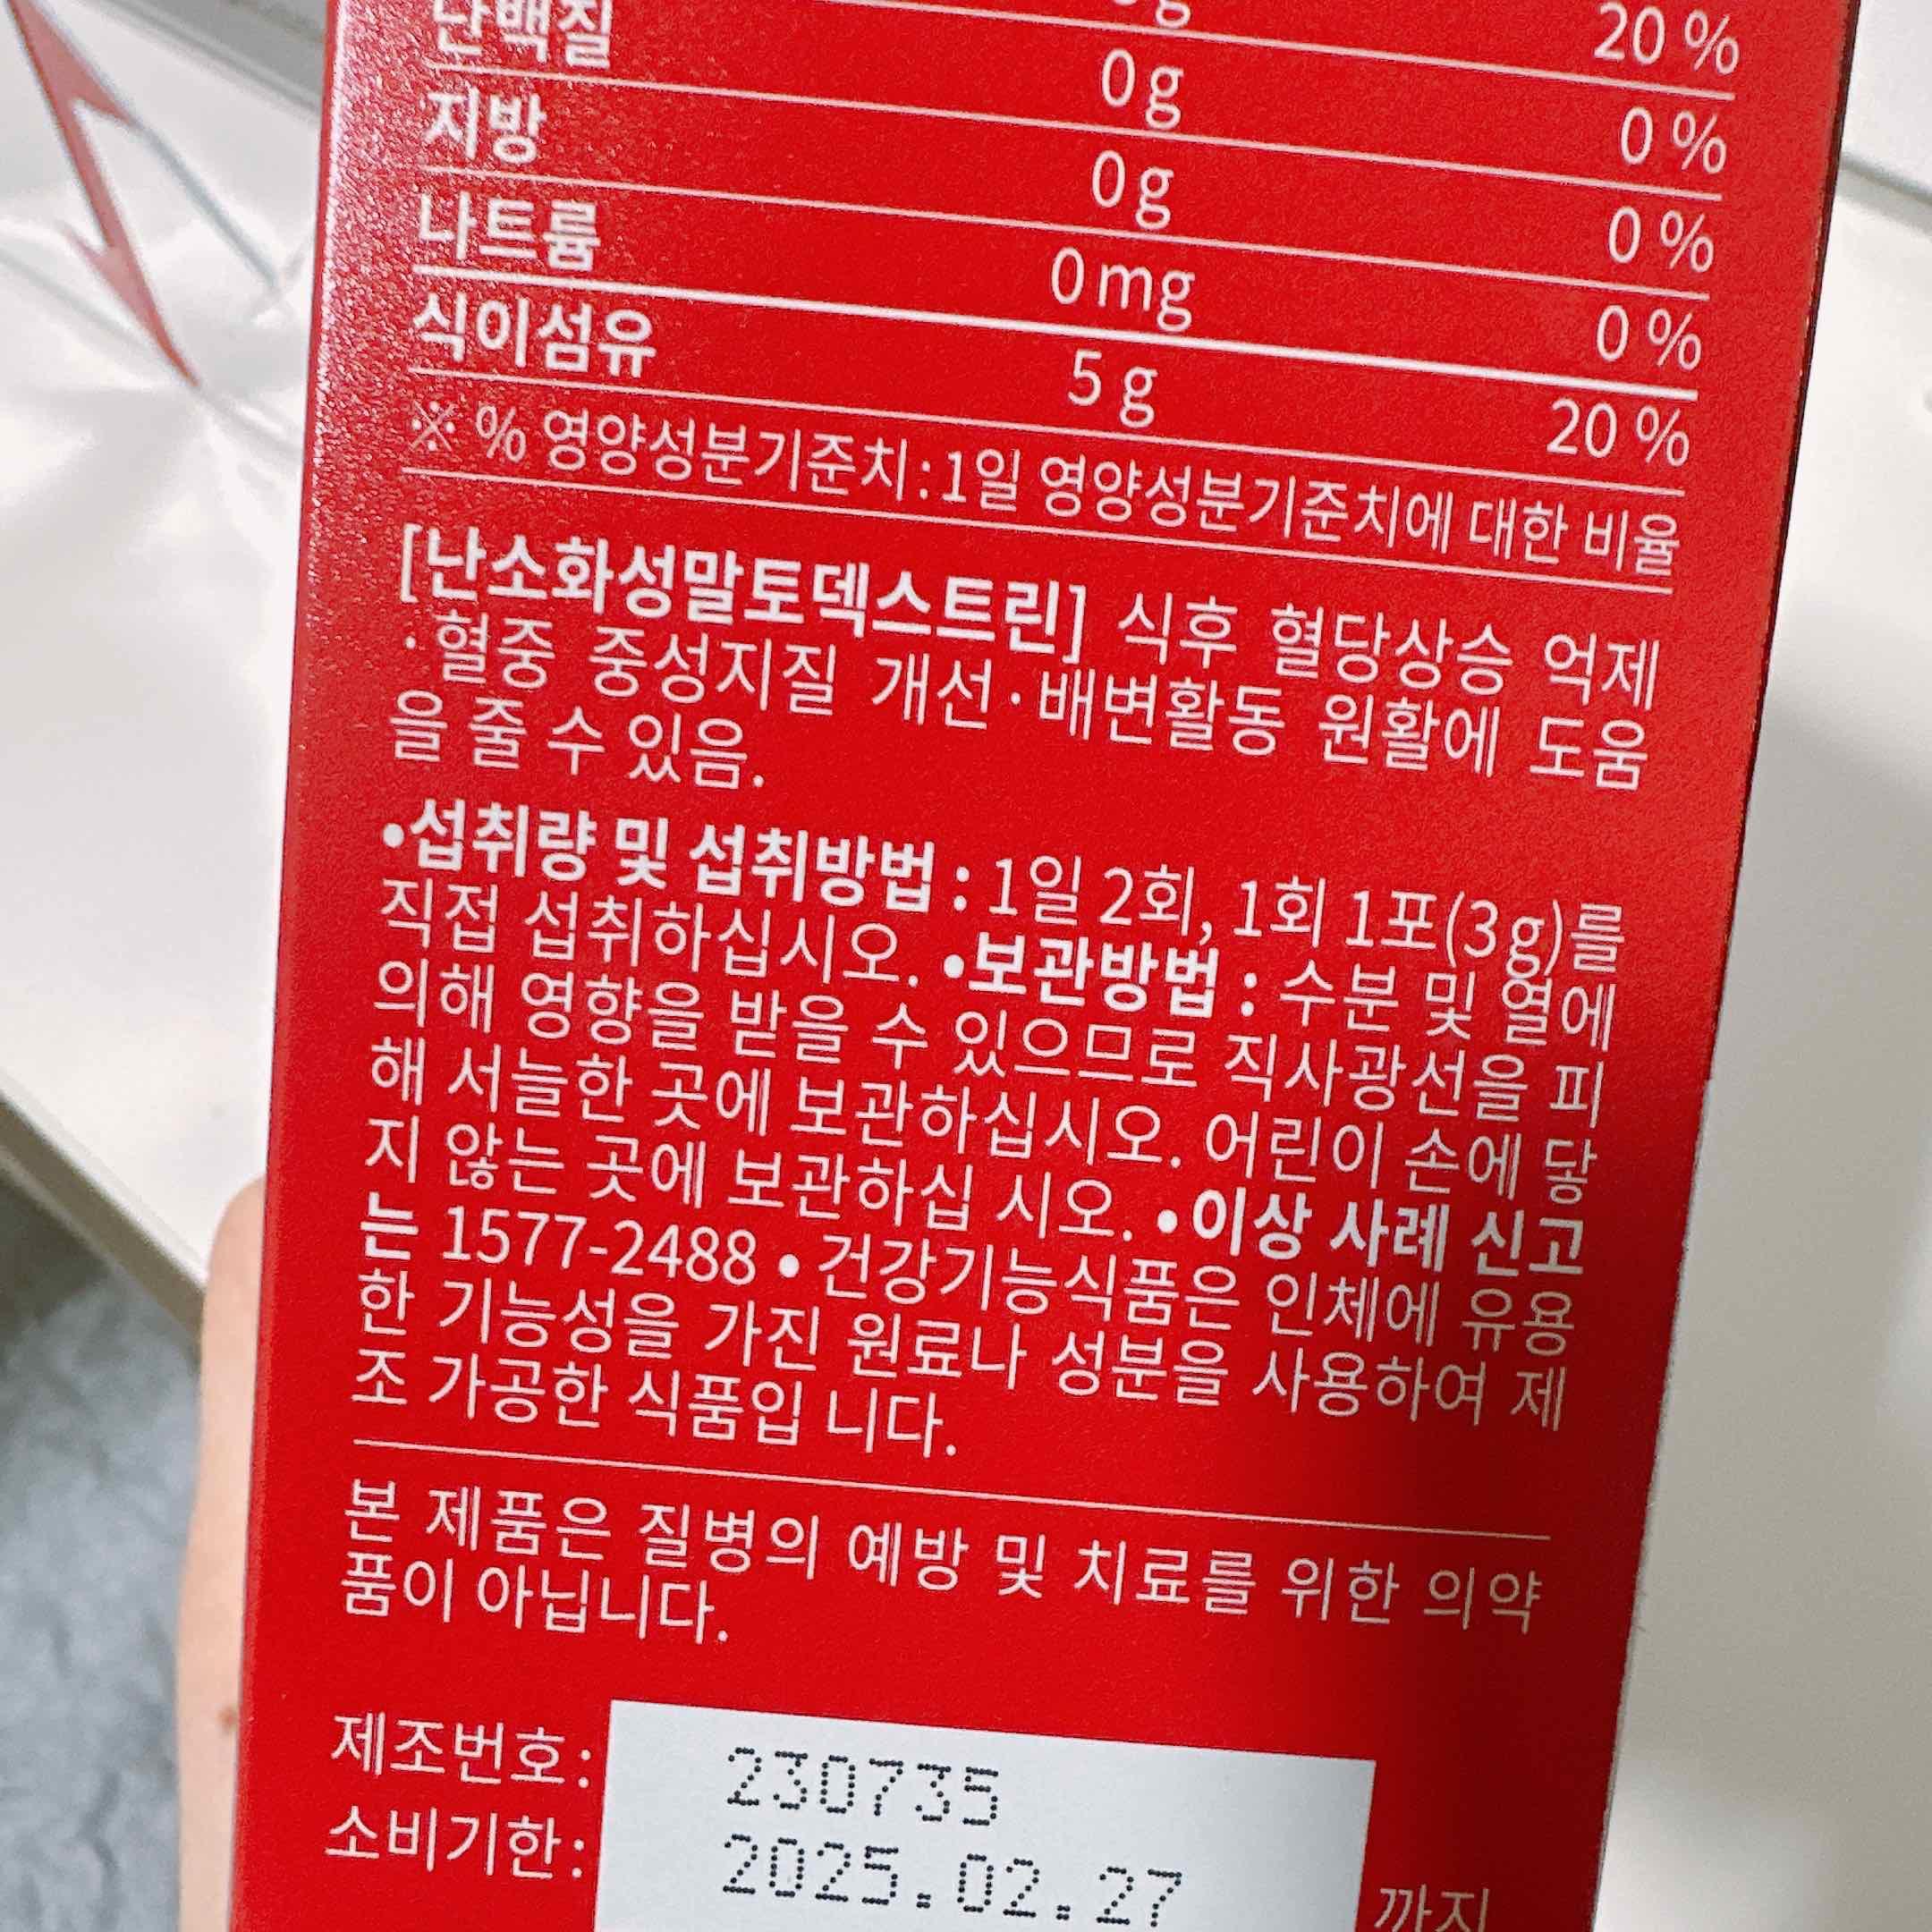 20 %
단백질 0g 0 %
지방 0g 0 %
나트륨 0mg 0 %
식이섬유 5g 20 %
※ % 영양성분기준치 : 1일 영양성분기준치에 대한 비율
[난소화성말토덱스트린] 식후 혈당상승 억제
·혈중 중성지질 개선·배변활동 원활에 도움
을 줄 수 있음.
•섭취량 및 섭취방법 : 1일 2회, 1회 1포(3g)를
직접 섭취하십시오. •보관방법 : 수분 및 열에
의해 영향을 받을 수 있으므로 직사광선을 피
해 서늘한 곳에 보관하십시오. 어린이 손에 닿
지 않는 곳에 보관하십 시오. •이상 사례 신고
는 1577-2488 • 건강기능식품은 인체에 유용
한 기능성을 가진 원료나 성분을 사용하여 제
조 가공한 식품입 니다.
본 제품은 질병의 예방 및 치료를 위한 의약
품이 아닙니다.
제조번호: 230735
소비기한: 2025.02.27 까지